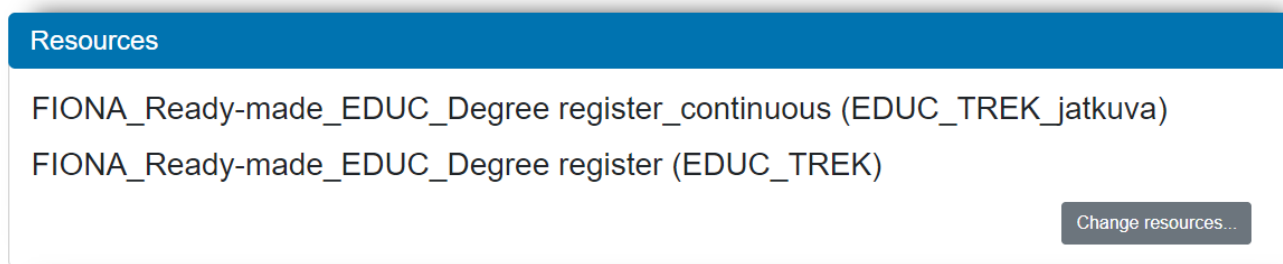 Resources
FIONA_Ready-made_EDUC_Degree register_continuous (EDUC_TREK_jatkuva)
FIONA_Ready-made_EDUC_Degree register (EDUC_TREK)
Change resources...